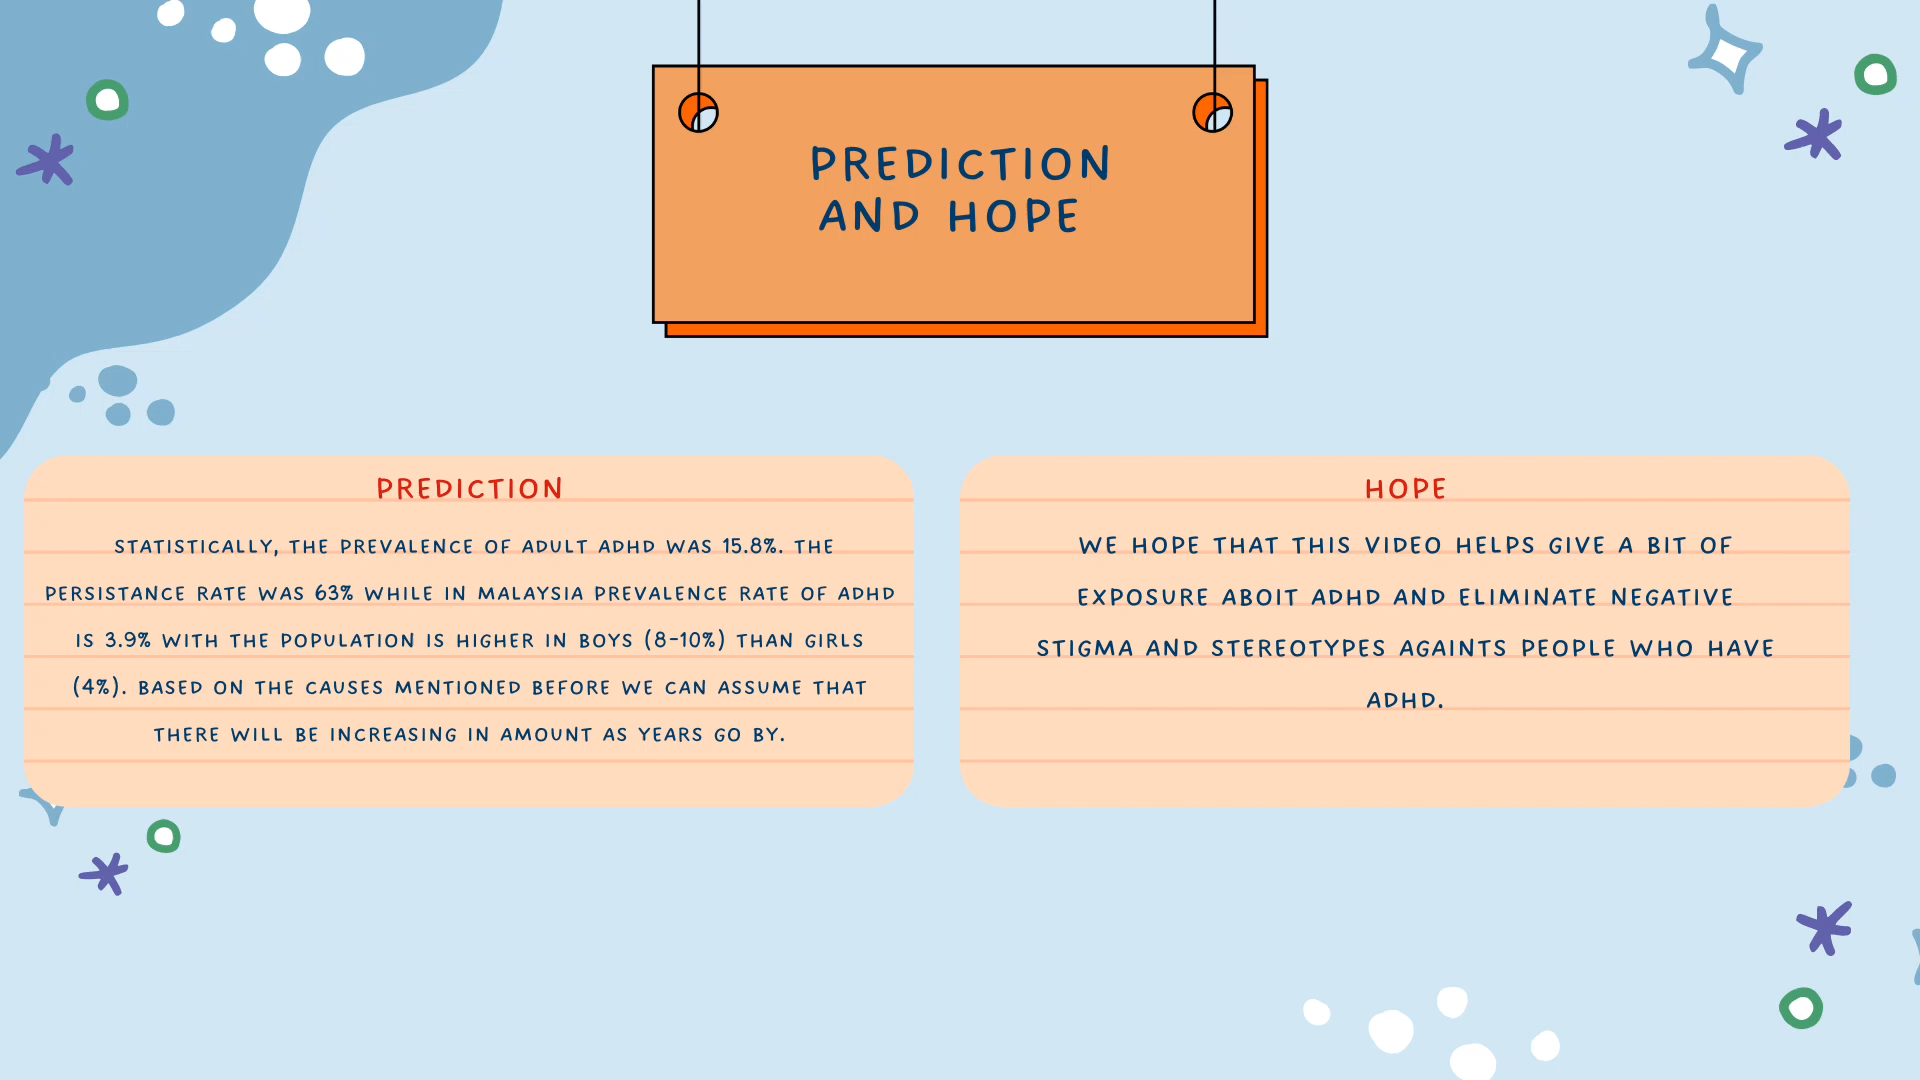 PREDICTION
AND HOPE
PREDICTION
STATISTICALLY, THE PREVALENCE OF ADULT ADHD WAS 15.8%. THE
PERSISTANCE RATE WAS 63% WHILE IN MALAYSIA PREVALENCE RATE OF ADHD
IS 3.9% WITH THE POPULATION IS HIGHER IN BOYS (8-10%) THAN GIRLS
(4%). BASED ON THE CAUSES MENTIONED BEFORE WE CAN ASSUME THAT
THERE WILL BE INCREASING IN AMOUNT AS YEARS GO BY.
HOPE
WE HOPE THAT THIS VIDEO HELPS GIVE A BIT OF
EXPOSURE ABOIT ADHD AND ELIMINATE NEGATIVE
STIGMA AND STEREOTYPES AGAINTS PEOPLE WHO HAVE
ADHD.